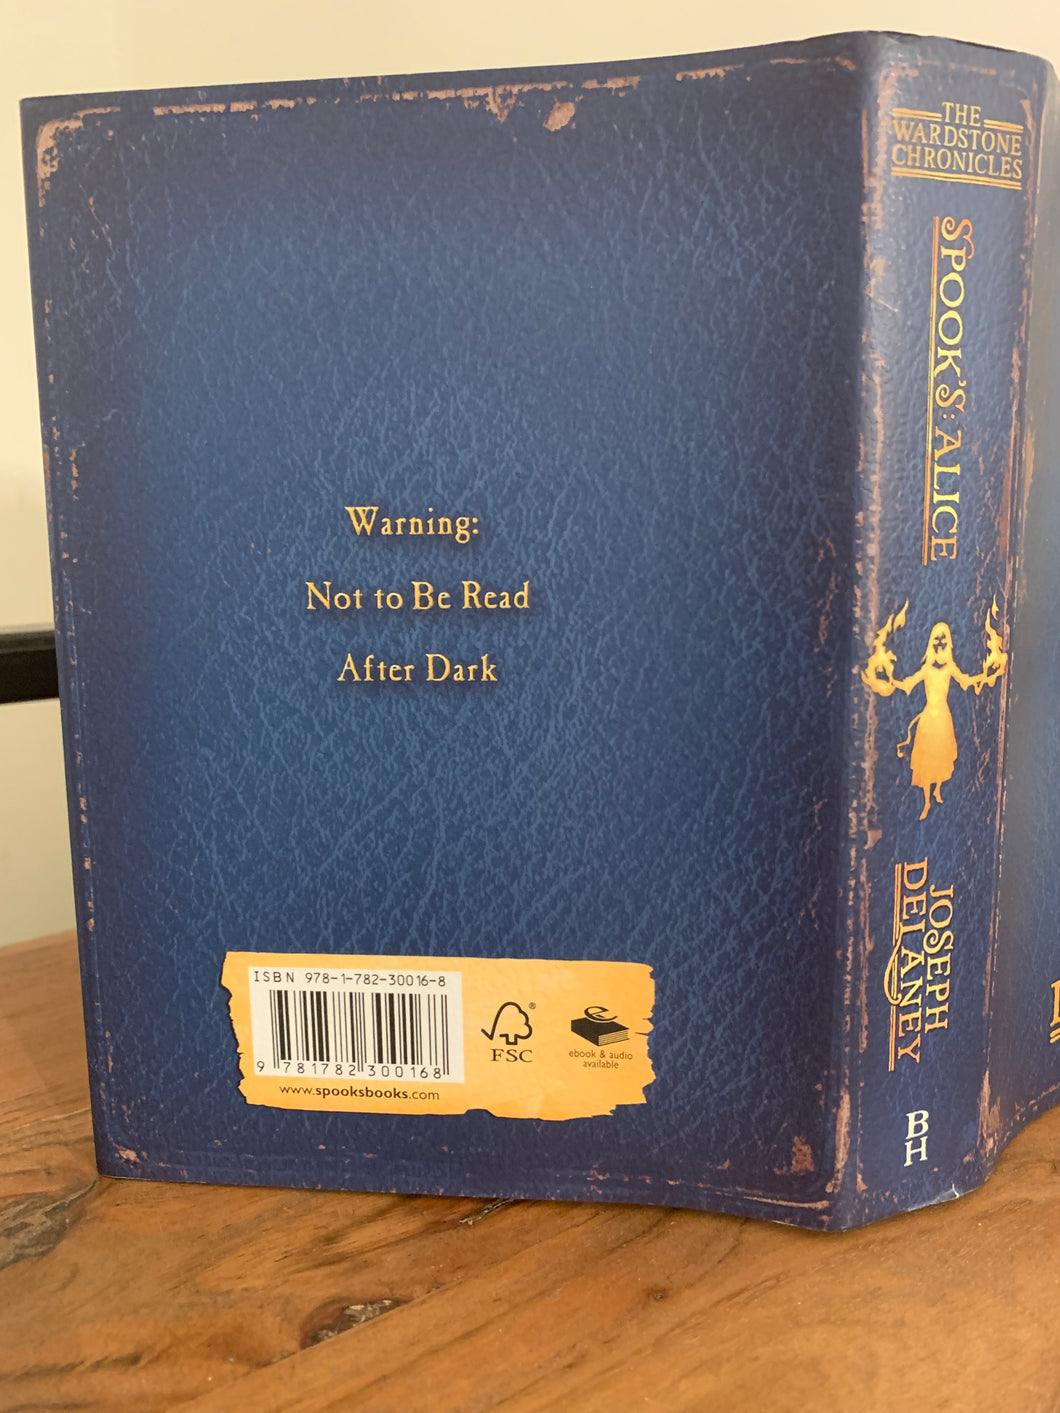 Warning:
Not to Be Read
After Dark
ISBN 978-1-782-30016-8
9 781782 300168
www.spooksbooks.com
FSC®
ebook & audio
available
THE
WARDSTONE
CHRONICLES
SPOOK'S: ALICE
JOSEPH
DELANEY
BH